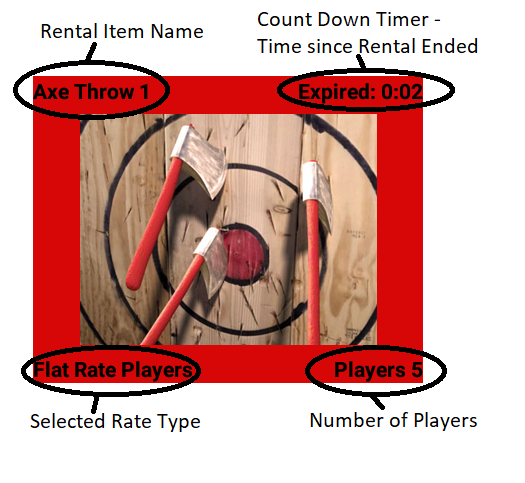 Rental Item Name
Count Down Timer -
Time since Rental Ended
Axe Throw 1
Expired: 0:02
Flat Rate Players
Players 5
Selected Rate Type
Number of Players